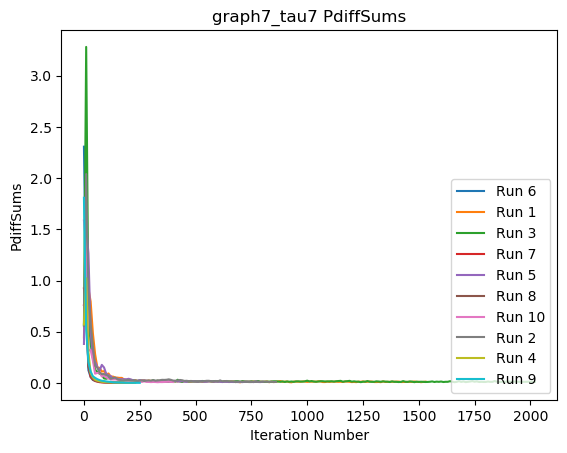 graph7_tau7 PdiffSums
3.0
2.5
2.0
1.5
1.0
0.5
0.0
PdiffSums
Run 6
Run 1
Run 3
Run 7
Run 5
Run 8
Run 10
Run 2
Run 4
Run 9
0 250 500 750 1000 1250 1500 1750 2000
Iteration Number